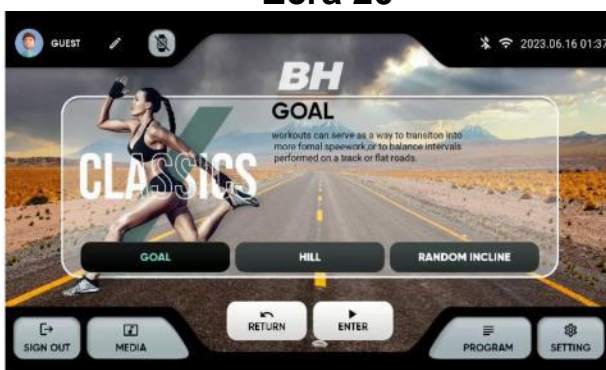 GUEST
2023.06.16 01:37
BH
GOAL
workouts can serve as a way to transiton into
more fomal speework,or to balance intervals
performed on a track or flat roads.
CLASSICS
GOAL
HILL
RANDOM INCLINE
RETURN
ENTER
SIGN OUT
MEDIA
PROGRAM
SETTING